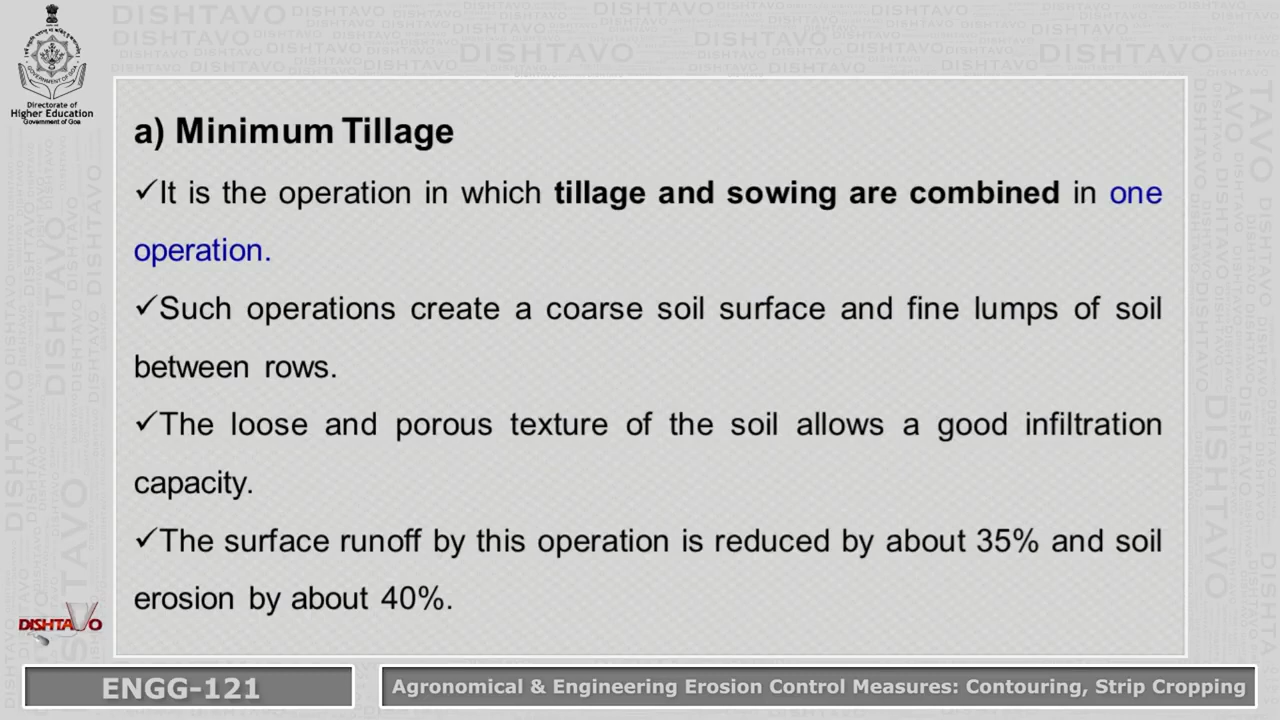 Directorate of
Higher Education
Government of Goa
a) Minimum Tillage
✓It is the operation in which tillage and sowing are combined in one
operation.
✓Such operations create a coarse soil surface and fine lumps of soil
between rows.
✓The loose and porous texture of the soil allows a good infiltration
capacity.
✓The surface runoff by this operation is reduced by about 35% and soil
erosion by about 40%.
DISHTAVO
ENGG-121
Agronomical & Engineering Erosion Control Measures: Contouring, Strip Cropping